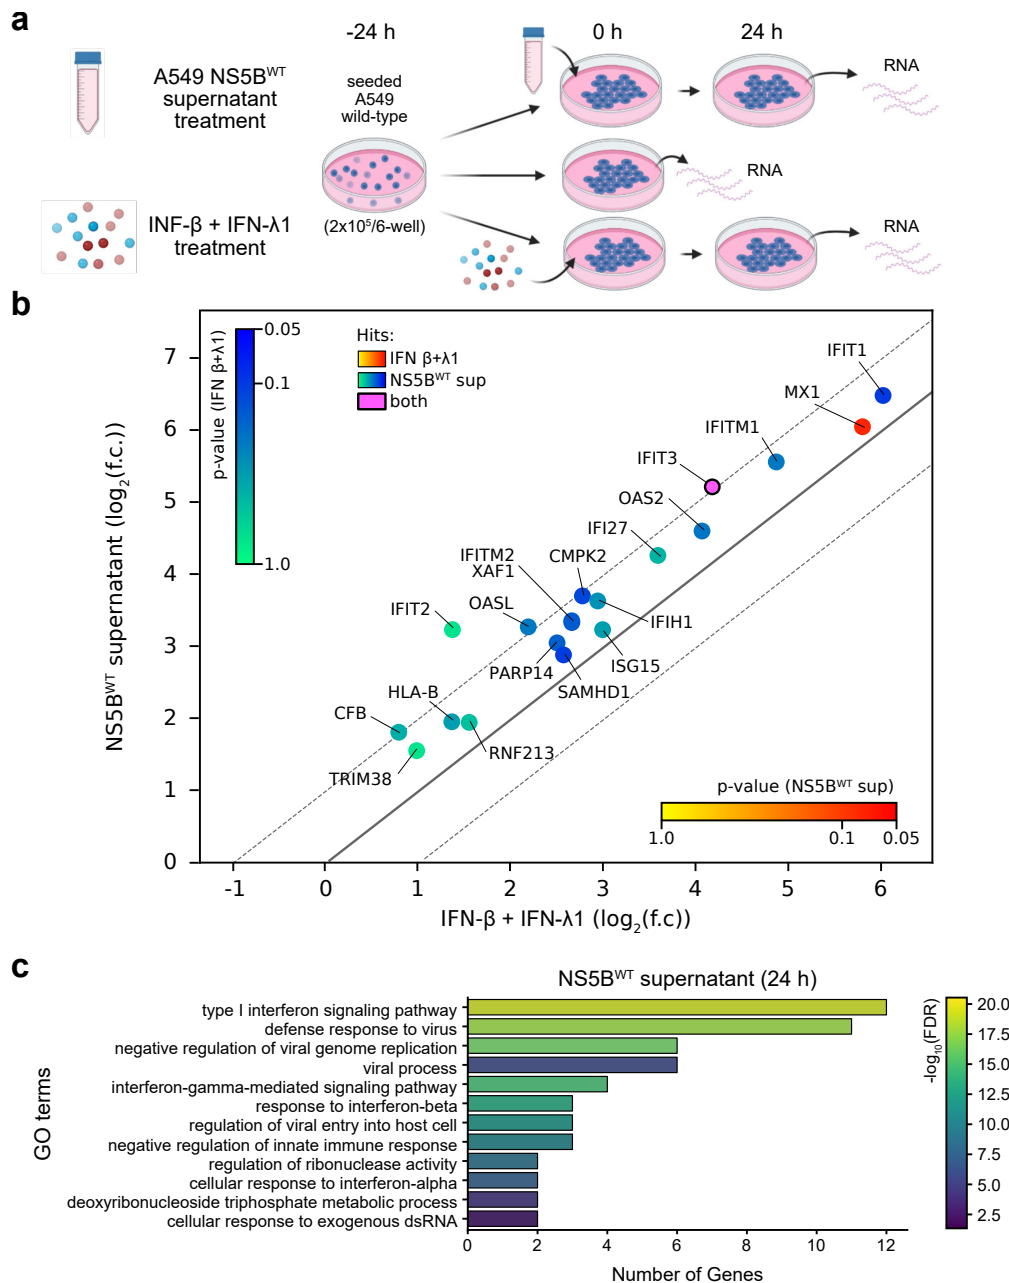 a
-24 h
0 h
24 h
A549 NS5BWT
supernatant
treatment
seeded
A549
wild-type
RNA
RNA
INF-β + IFN-λ1
treatment
(2x10⁵/6-well)
RNA
b
p-value (IFN β+λ1)
0.05
0.1
1.0
Hits:
IFN β+λ1
NS5BWT sup
both
NS5BWT supernatant (log2(f.c.))
7
6
5
4
3
2
1
0
IFIT1
MX1
IFITM1
IFIT3
OAS2
IFI27
IFITM2
XAF1
CMPK2
IFIT2
OASL
IFIH1
ISG15
PARP14
SAMHD1
HLA-B
CFB
RNF213
TRIM38
p-value (NS5BWT sup)
1.0
0.1
0.05
-1
0
1
2
3
4
5
6
IFN-β + IFN-λ1 (log2(f.c))
c
NS5BWT supernatant (24 h)
GO terms
type I interferon signaling pathway
defense response to virus
negative regulation of viral genome replication
viral process
interferon-gamma-mediated signaling pathway
response to interferon-beta
regulation of viral entry into host cell
negative regulation of innate immune response
regulation of ribonuclease activity
cellular response to interferon-alpha
deoxyribonucleoside triphosphate metabolic process
cellular response to exogenous dsRNA
0
2
4
6
8
10
12
Number of Genes
-log10(FDR)
20.0
17.5
15.0
12.5
10.0
7.5
5.0
2.5